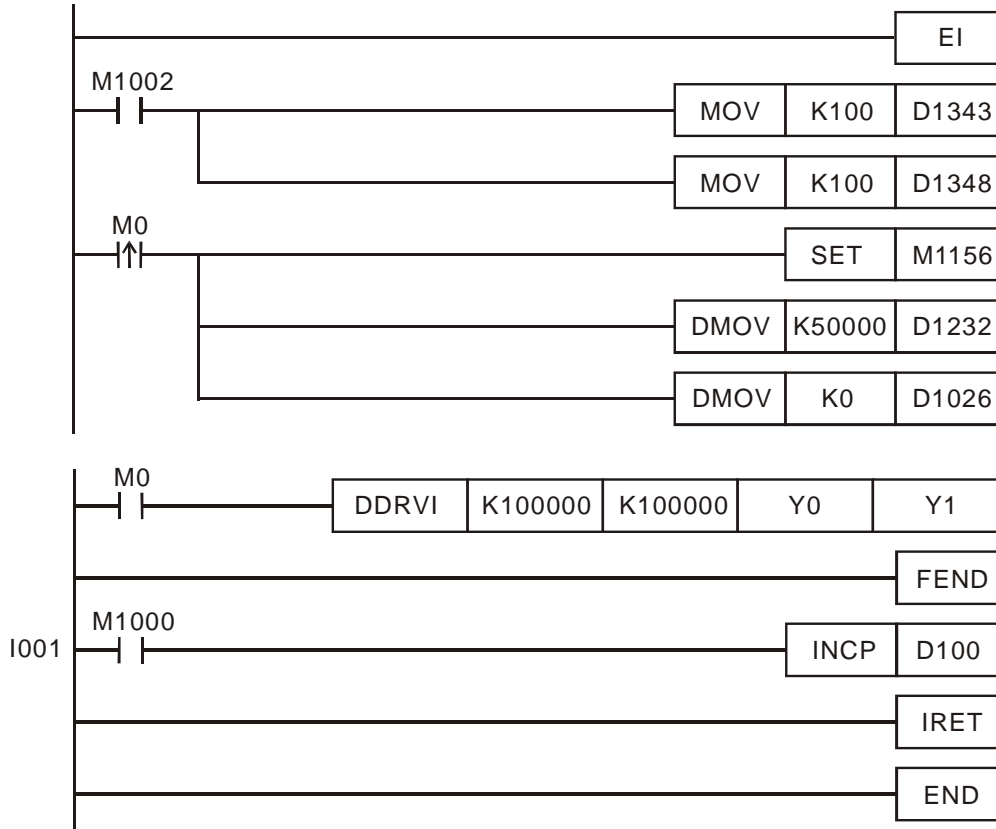 EI
M1002
MOV K100 D1343
MOV K100 D1348
M0
SET M1156
DMOV K50000 D1232
DMOV K0 D1026
M0
DDRVI K100000 K100000 Y0 Y1
FEND
M1000
I001 INCP D100
IRET
END